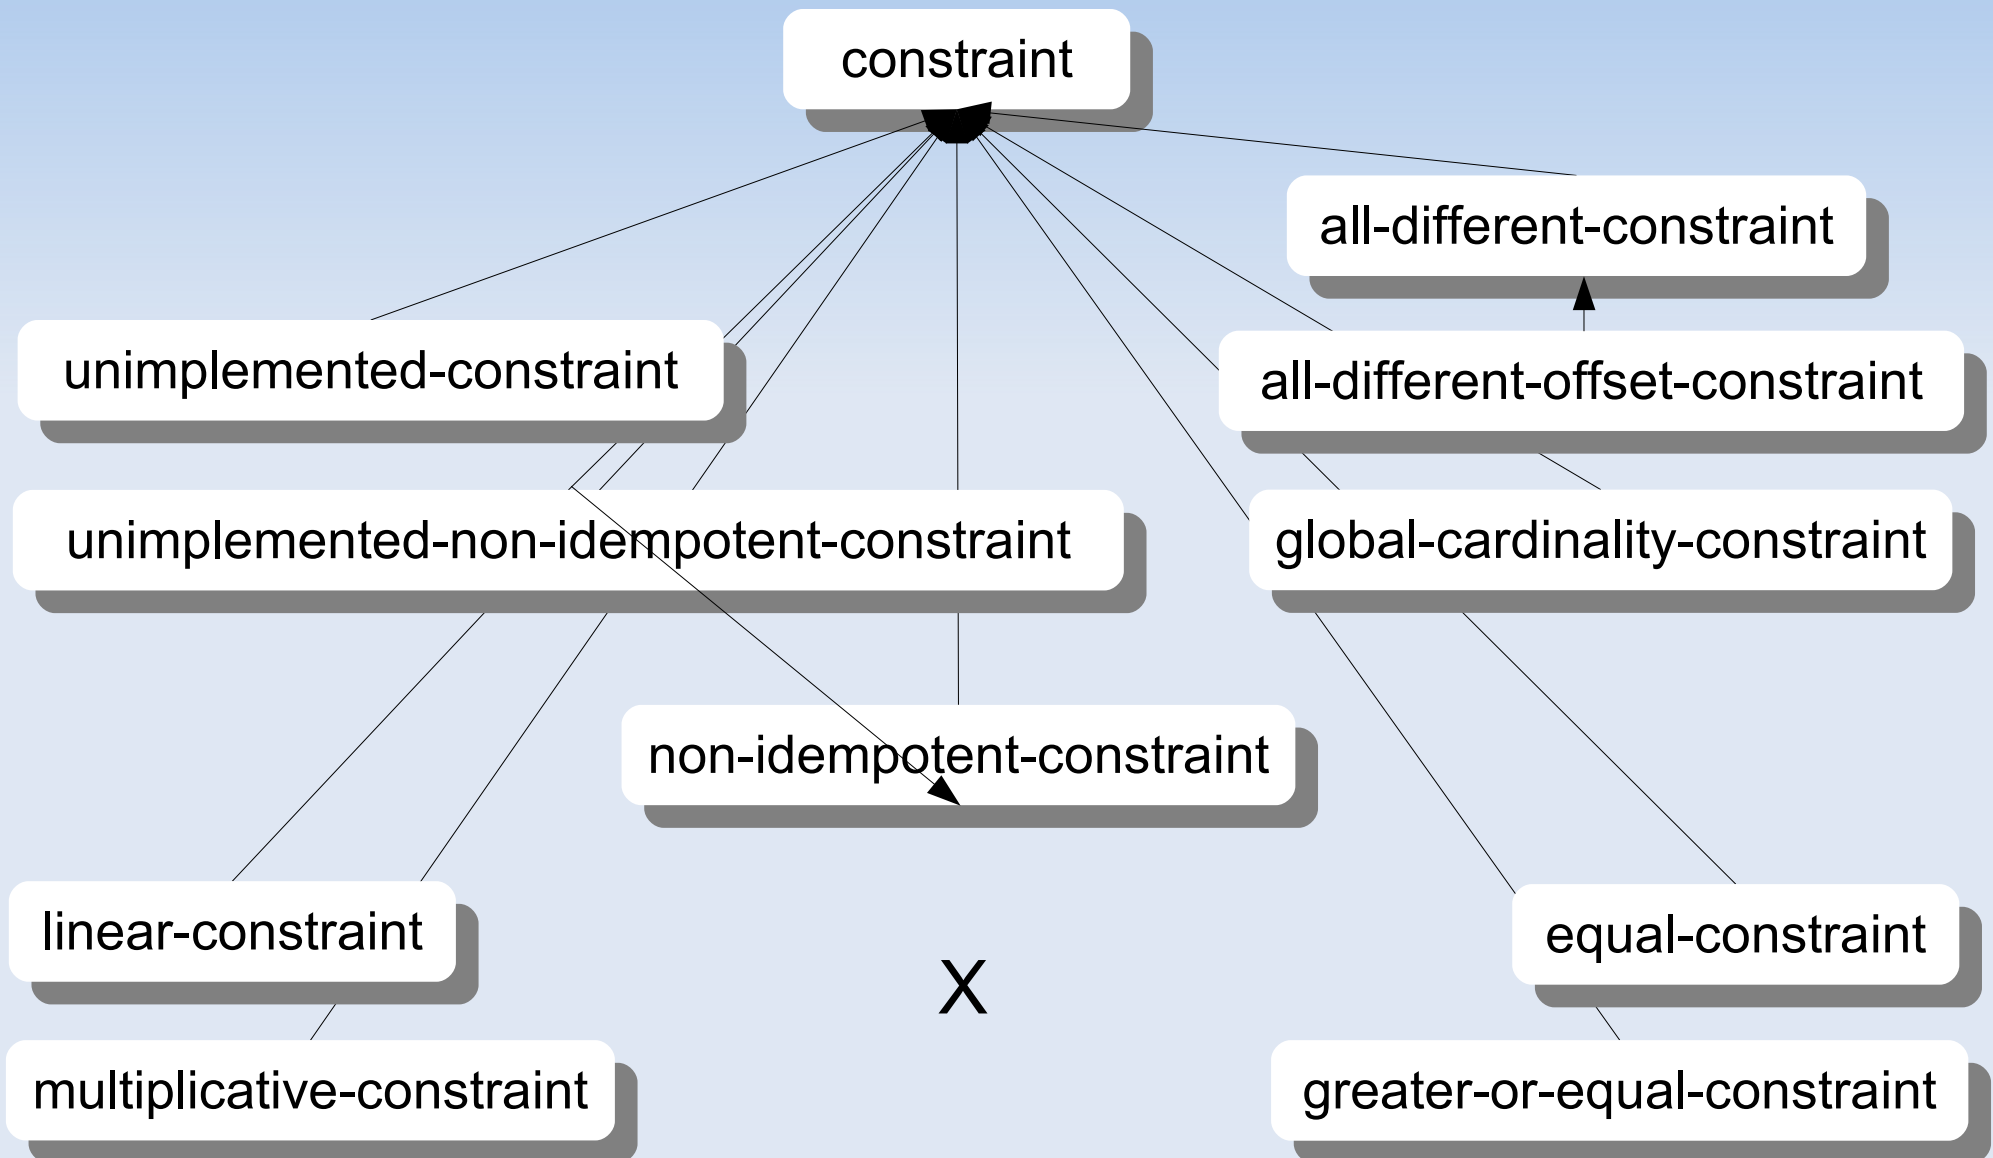 constraint
all-different-constraint
unimplemented-constraint
all-different-offset-constraint
unimplemented-non-idempotent-constraint
global-cardinality-constraint
non-idempotent-constraint
linear-constraint
equal-constraint
X
multiplicative-constraint
greater-or-equal-constraint